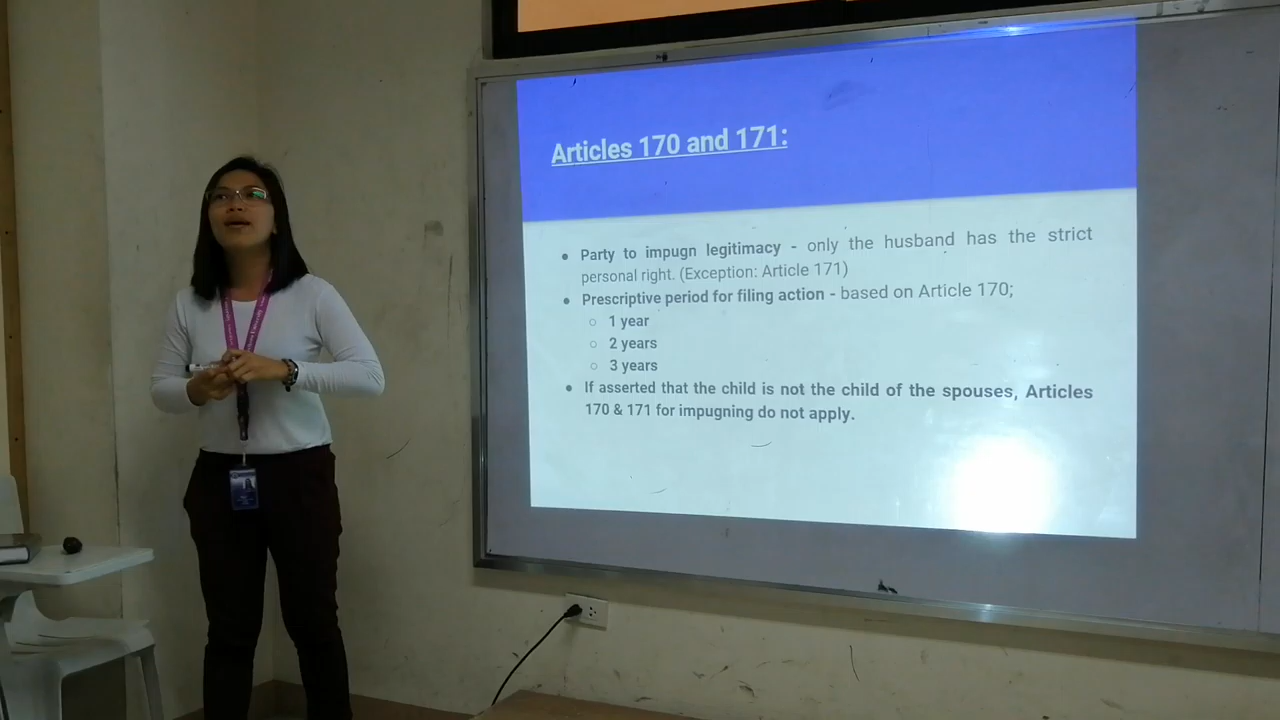 Articles 170 and 171:
● Party to impugn legitimacy - only the husband has the strict
personal right. (Exception: Article 171)
● Prescriptive period for filing action - based on Article 170;
○ 1 year
○ 2 years
○ 3 years
● If asserted that the child is not the child of the spouses, Articles
170 & 171 for impugning do not apply.